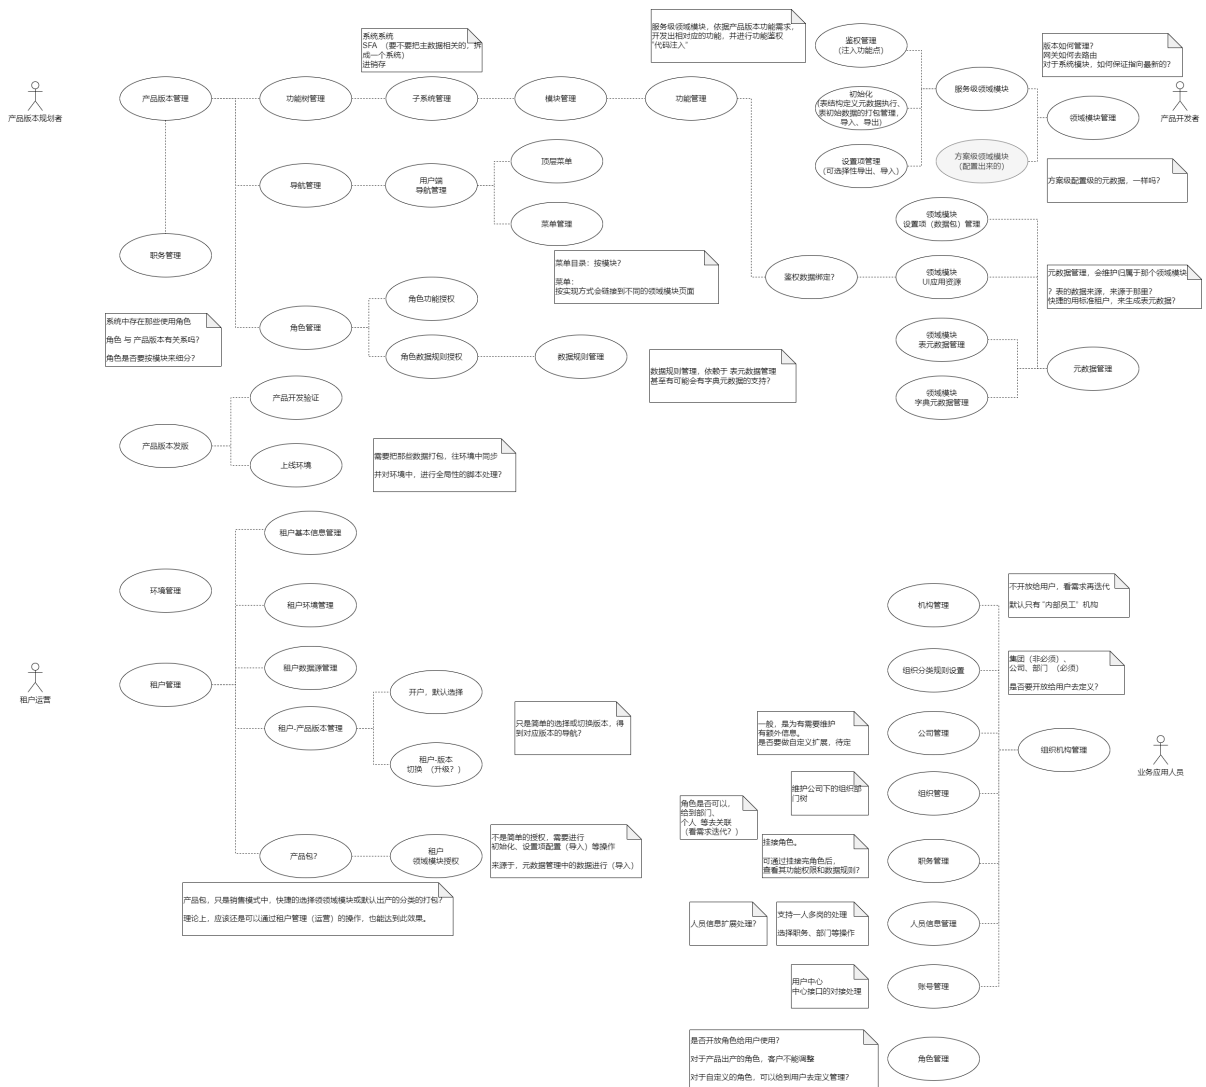 系统系统
SFA （要不要把主数据相关的，拆
成一个系统）
进销存
服务级领域模块，依据产品版本功能需求，
开发出相对应的功能，并进行功能鉴权
"代码注入"
鉴权管理
（注入功能点）
版本如何管理？
网关如何去路由
对于系统模块，如何保证指向最新的？
产品版本规划者
产品版本管理
功能树管理
子系统管理
模块管理
功能管理
初始化
（表结构定义元数据执行、
表初始数据的打包管理，
导入、导出）
服务级领域模块
领域模块管理
产品开发者
设置项管理
（可选择性导出、导入）
方案级领域模块
（配置出来的）
方案级配置级的元数据，一样吗？
导航管理
用户端
导航管理
顶层菜单
菜单管理
职务管理
领域模块
设置项（数据包）管理
菜单目录：按模块？
菜单：
按实现方式会链接到不同的领域模块页面
鉴权数据绑定？
领域模块
UI应用资源
元数据管理，会维护归属于那个领域模块
？表的数据来源，来源于那里？
快捷的用标准租户，来生成表元数据？
系统中存在那些使用角色
角色 与 产品版本有关系吗？
角色是否要按模块来细分？
角色管理
角色功能授权
角色数据规则授权
数据规则管理
数据规则管理，依赖于 表元数据管理
甚至有可能会有字典元数据的支持？
领域模块
表元数据管理
元数据管理
领域模块
字典元数据管理
产品开发验证
产品版本发版
上线环境
需要把那些数据打包，往环境中同步
并对环境中，进行全局性的脚本处理？
租户基本信息管理
环境管理
租户环境管理
租户运营
租户管理
租户数据源管理
租户-产品版本管理
开户，默认选择
租户-版本
切换 （升级？）
只是简单的选择或切换版本，得
到对应版本的导航？
产品包？
租户
领域模块授权
不是简单的授权，需要进行
初始化、设置项配置（导入）等操作
来源于，元数据管理中的数据进行（导入）
产品包，只是销售模式中，快捷的选择领领域模块或默认出产的分类的打包？
理论上，应该还是可以通过租户管理（运营）的操作，也能达到此效果。
机构管理
不开放给用户，看需求再迭代
默认只有 "内部员工" 机构
组织分类规则设置
集团（非必须）、
公司、部门 （必须）
是否要开放给用户去定义？
一般，是为有需要维护
有额外信息。
是否要做自定义扩展，待定
公司管理
组织机构管理
业务应用人员
维护公司下的组织部
门树
组织管理
角色是否可以，
给到部门、
个人 等去关联
（看需求迭代？）
挂接角色。
可通过挂接完角色后，
查看其功能权限和数据规则？
职务管理
人员信息扩展处理？
支持一人多岗的处理
选择职务、部门等操作
人员信息管理
用户中心
中心接口的对接处理
账号管理
是否开放角色给用户使用？
对于产品出产的角色，客户不能调整
对于自定义的角色，可以给到用户去定义管理？
角色管理